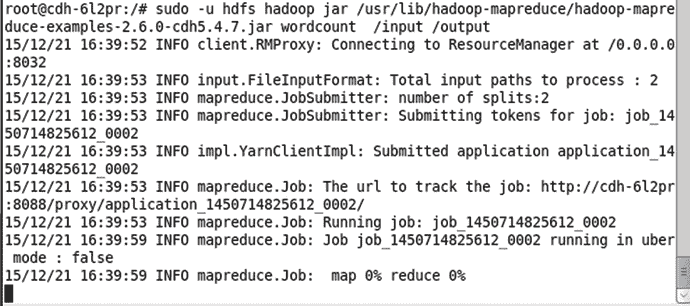 root@cdh-6l2pr:/# sudo -u hdfs hadoop jar /usr/lib/hadoop-mapreduce/hadoop-mapre
duce-examples-2.6.0-cdh5.4.7.jar wordcount  /input /output
15/12/21 16:39:52 INFO client.RMProxy: Connecting to ResourceManager at /0.0.0.0
:8032
15/12/21 16:39:53 INFO input.FileInputFormat: Total input paths to process : 2
15/12/21 16:39:53 INFO mapreduce.JobSubmitter: number of splits:2
15/12/21 16:39:53 INFO mapreduce.JobSubmitter: Submitting tokens for job: job_14
50714825612_0002
15/12/21 16:39:53 INFO impl.YarnClientImpl: Submitted application application_14
50714825612_0002
15/12/21 16:39:53 INFO mapreduce.Job: The url to track the job: http://cdh-6l2pr
:8088/proxy/application_1450714825612_0002/
15/12/21 16:39:53 INFO mapreduce.Job: Running job: job_1450714825612_0002
15/12/21 16:39:59 INFO mapreduce.Job: Job job_1450714825612_0002 running in uber
 mode : false
15/12/21 16:39:59 INFO mapreduce.Job:  map 0% reduce 0%